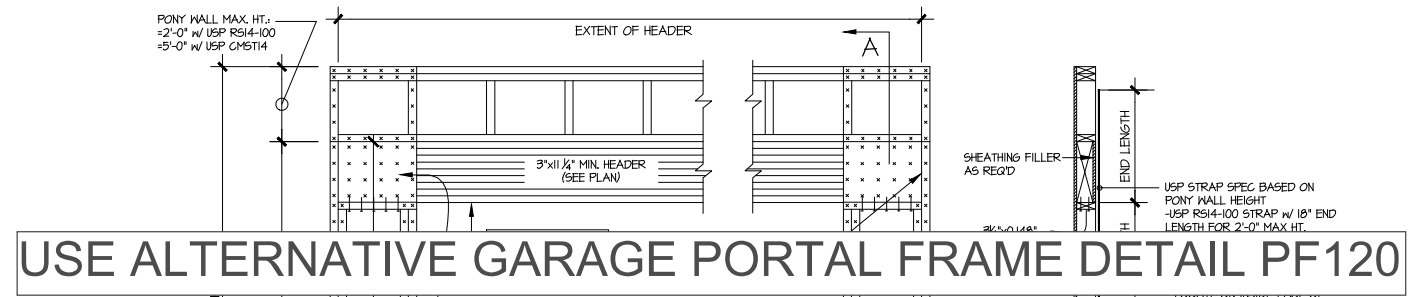 PONY WALL MAX. HT.:
=2'-0" W/ USP RS14-100
=5'-0" W/ USP CMST14
EXTENT OF HEADER
A
3"x11 1/4" MIN. HEADER
(SEE PLAN)
SHEATHING FILLER
AS REQ'D
END LENGTH
USP STRAP SPEC BASED ON
PONY WALL HEIGHT
-USP RS14-100 STRAP W/ 18" END
LENGTH FOR 2'-0" MAX HT.
USE ALTERNATIVE GARAGE PORTAL FRAME DETAIL PF120